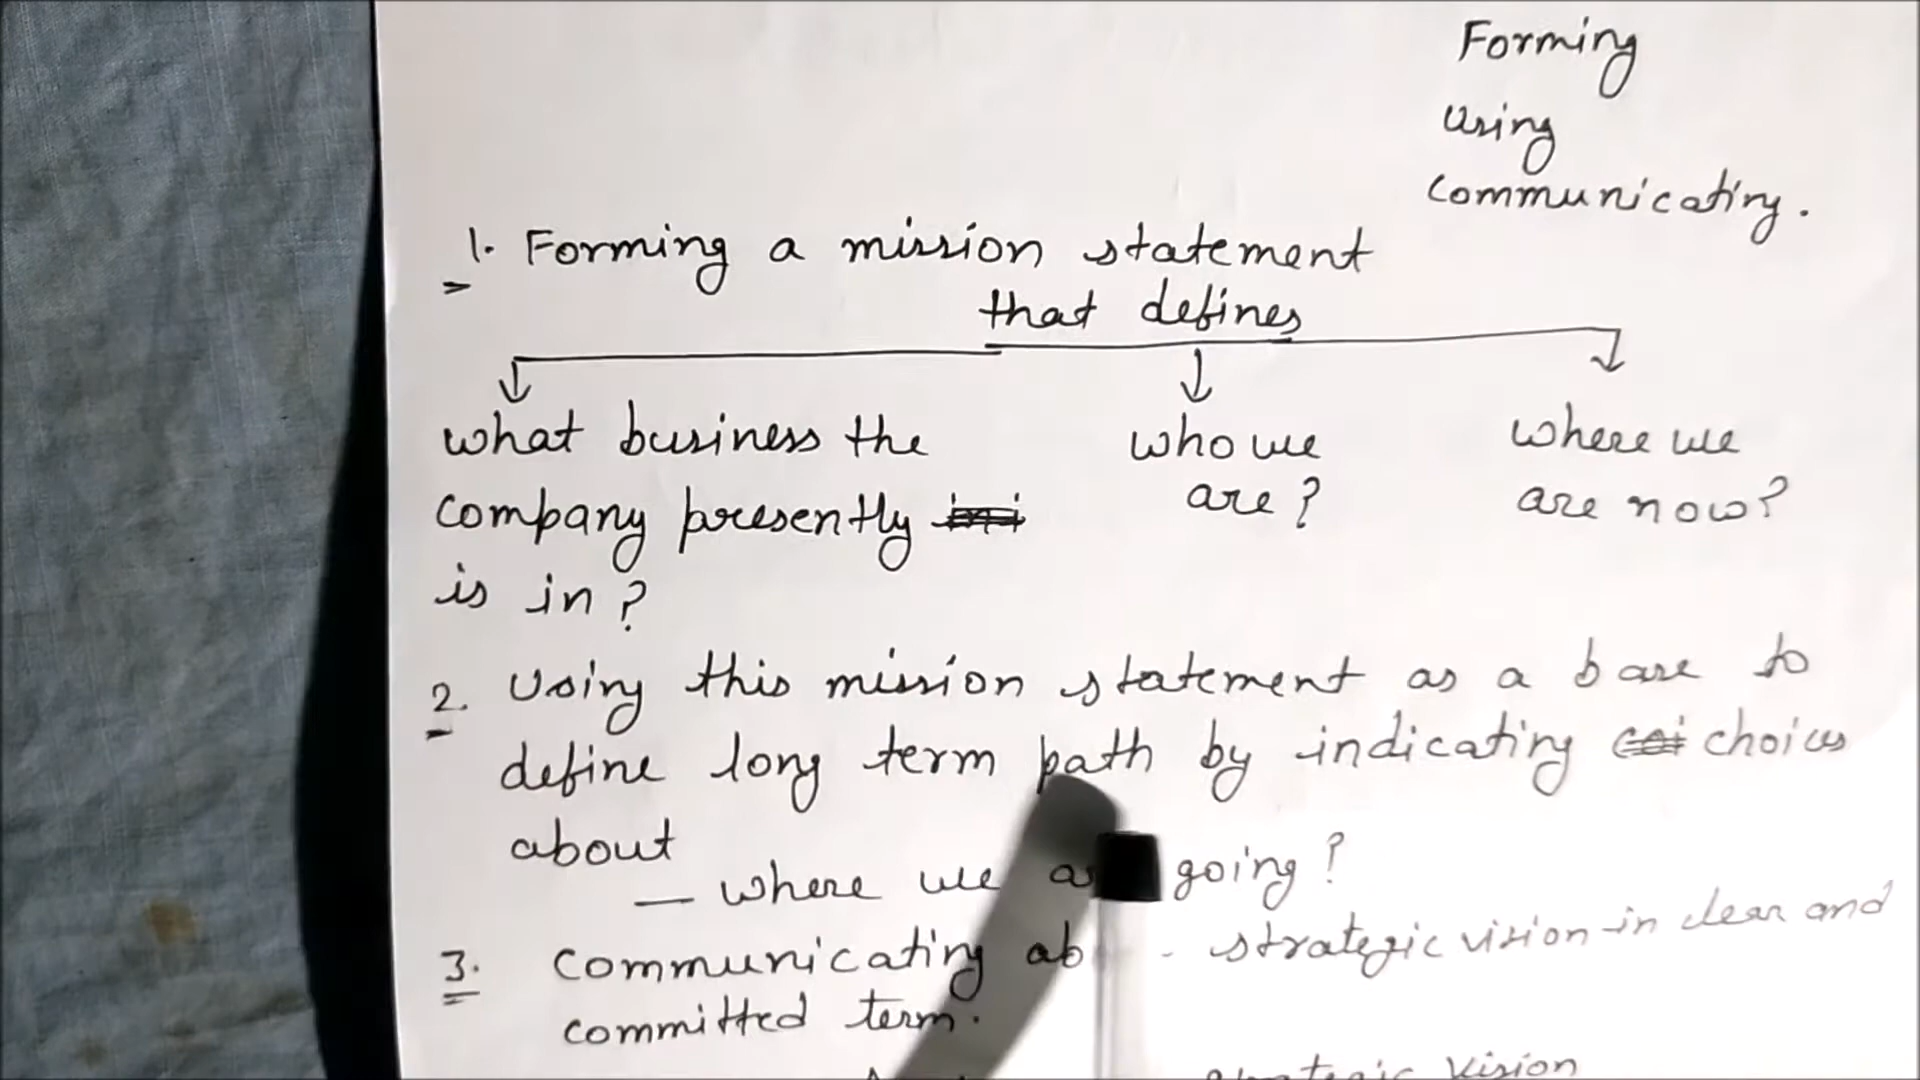 Forming
Using
Communicating.
1. Forming a mission statement
that defines
what business the
company presently
is in?
who we
are?
where we
are now?
2. Using this mission statement as a base to
define long term path by indicating choices
about
— where we going?
3. Communicating strategic vision in clear and
committed term.
Vision